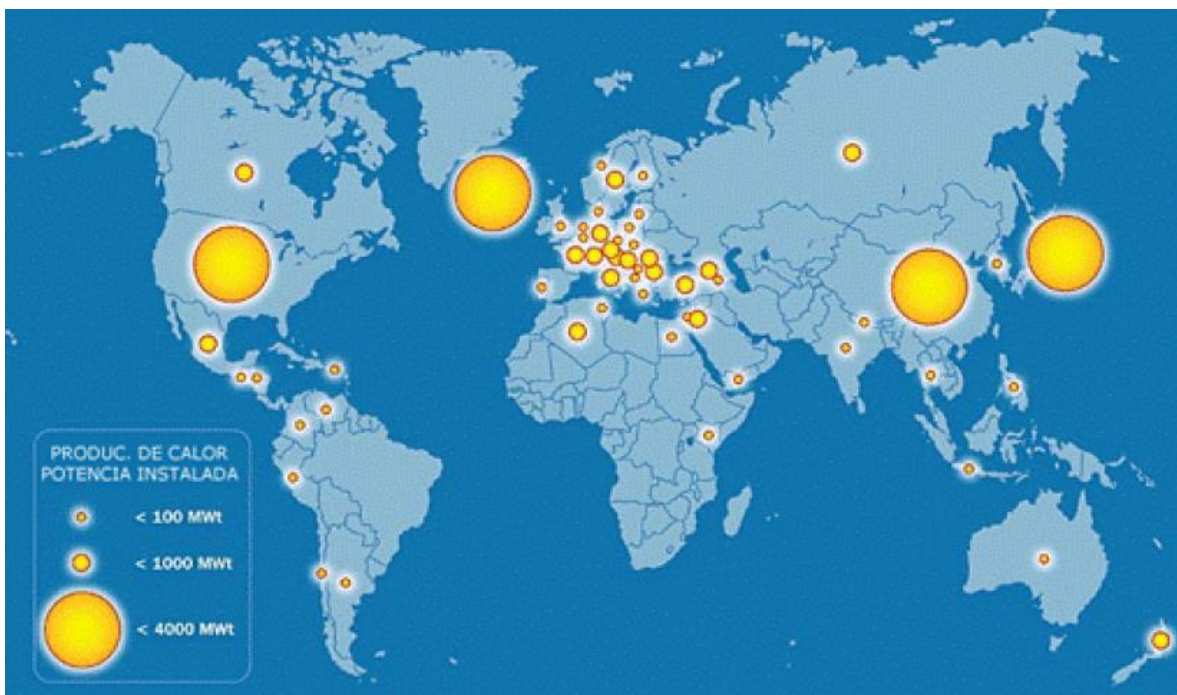 PRODUC. DE CALOR
POTENCIA INSTALADA
< 100 MWt
< 1000 MWt
< 4000 MWt